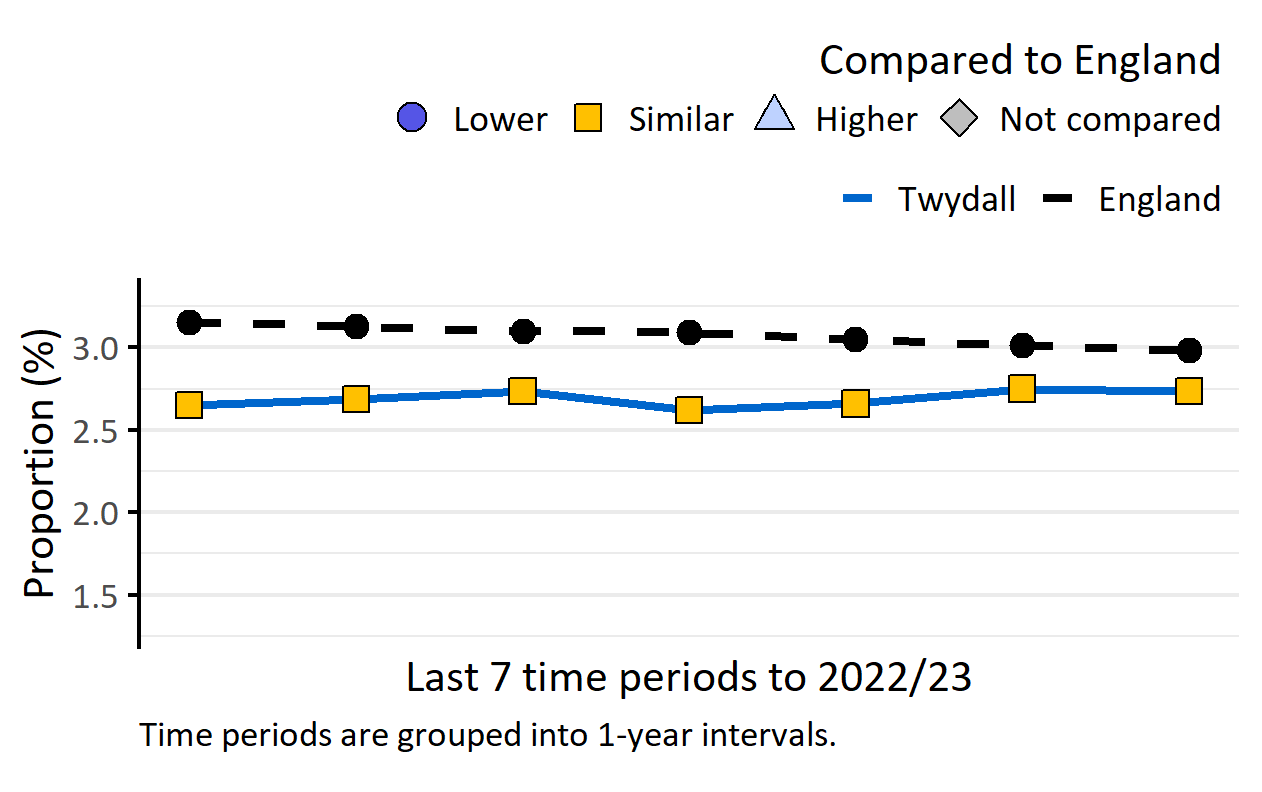 Compared to England
Lower Similar Higher Not compared
Twydall England
Proportion (%)
3.0
2.5
2.0
1.5
Last 7 time periods to 2022/23
Time periods are grouped into 1-year intervals.